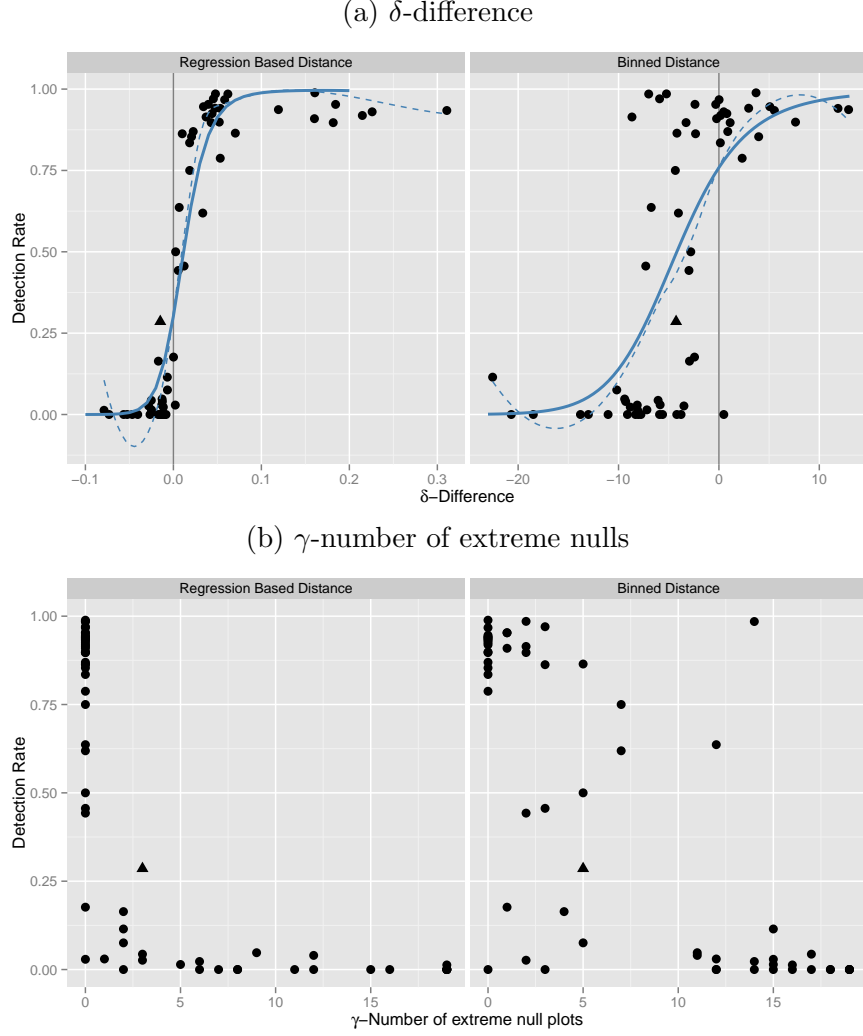 (a) δ-difference
Regression Based Distance
Binned Distance
1.00
0.75
0.50
0.25
0.00
Detection Rate
−0.1 0.0 0.1 0.2 0.3
−20 −10 0 10
δ−Difference
(b) γ-number of extreme nulls
Regression Based Distance
Binned Distance
1.00
0.75
0.50
0.25
0.00
Detection Rate
0 5 10 15
0 5 10 15
γ−Number of extreme null plots